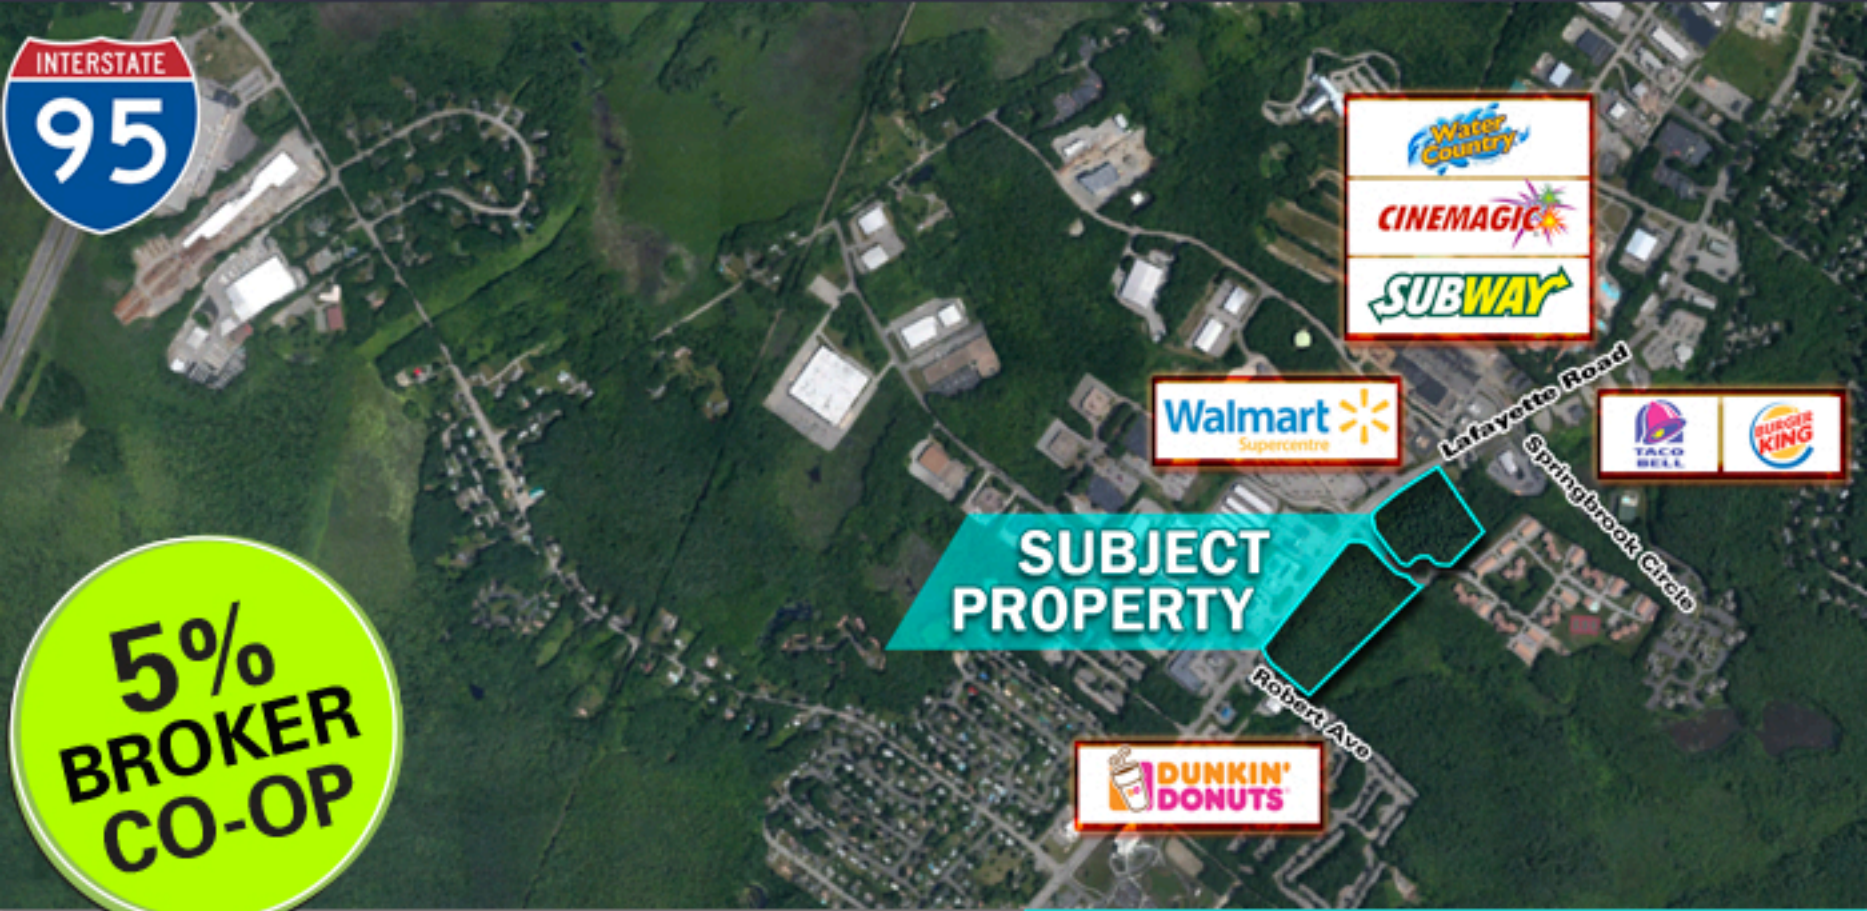 INTERSTATE
95
Water
Country
CINEMAGIC
SUBWAY
Walmart
Supercentre
Lafayette Road
TACO
BELL
BURGER
KING
Springbrook Circle
SUBJECT
PROPERTY
Robert Ave
5%
BROKER
CO-OP
DUNKIN'
DONUTS